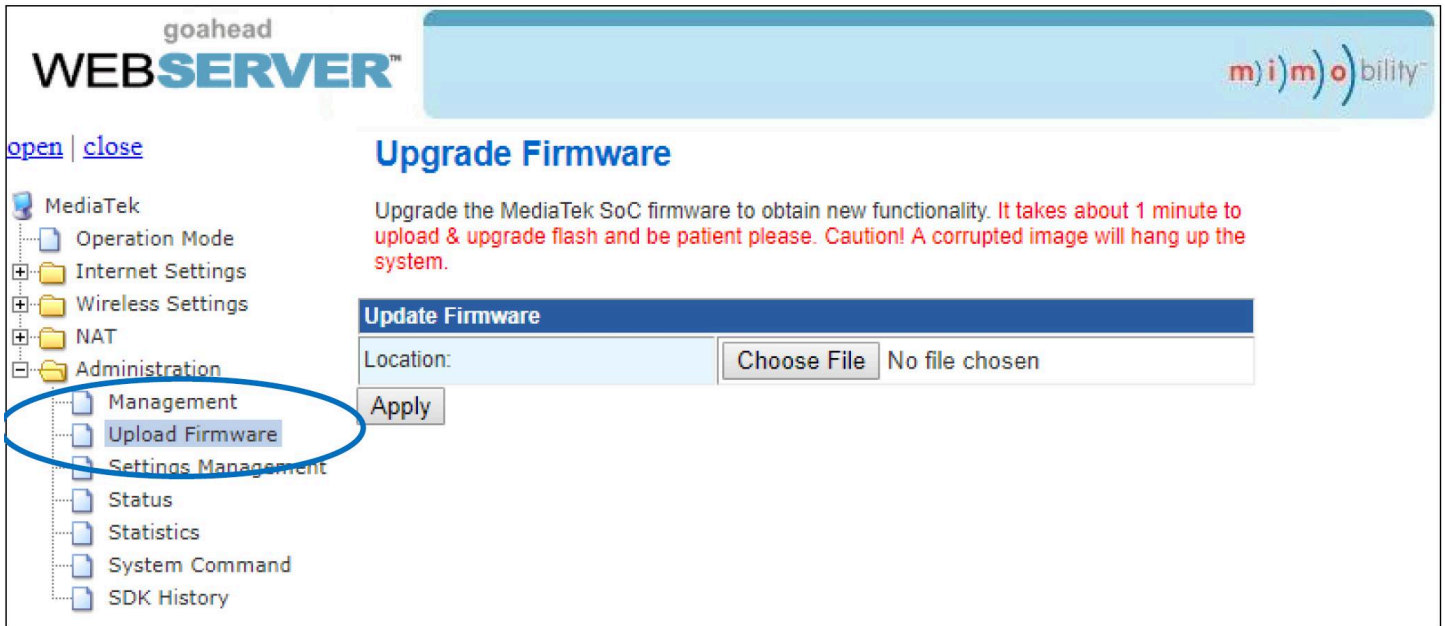 goahead
WEBSERVER™
m)i)m)o)bility™
open | close
MediaTek
Operation Mode
Internet Settings
Wireless Settings
NAT
Administration
Management
Upload Firmware
Settings Management
Status
Statistics
System Command
SDK History
Upgrade Firmware
Upgrade the MediaTek SoC firmware to obtain new functionality. It takes about 1 minute to
upload & upgrade flash and be patient please. Caution! A corrupted image will hang up the
system.
Update Firmware
Location:
Choose File No file chosen
Apply